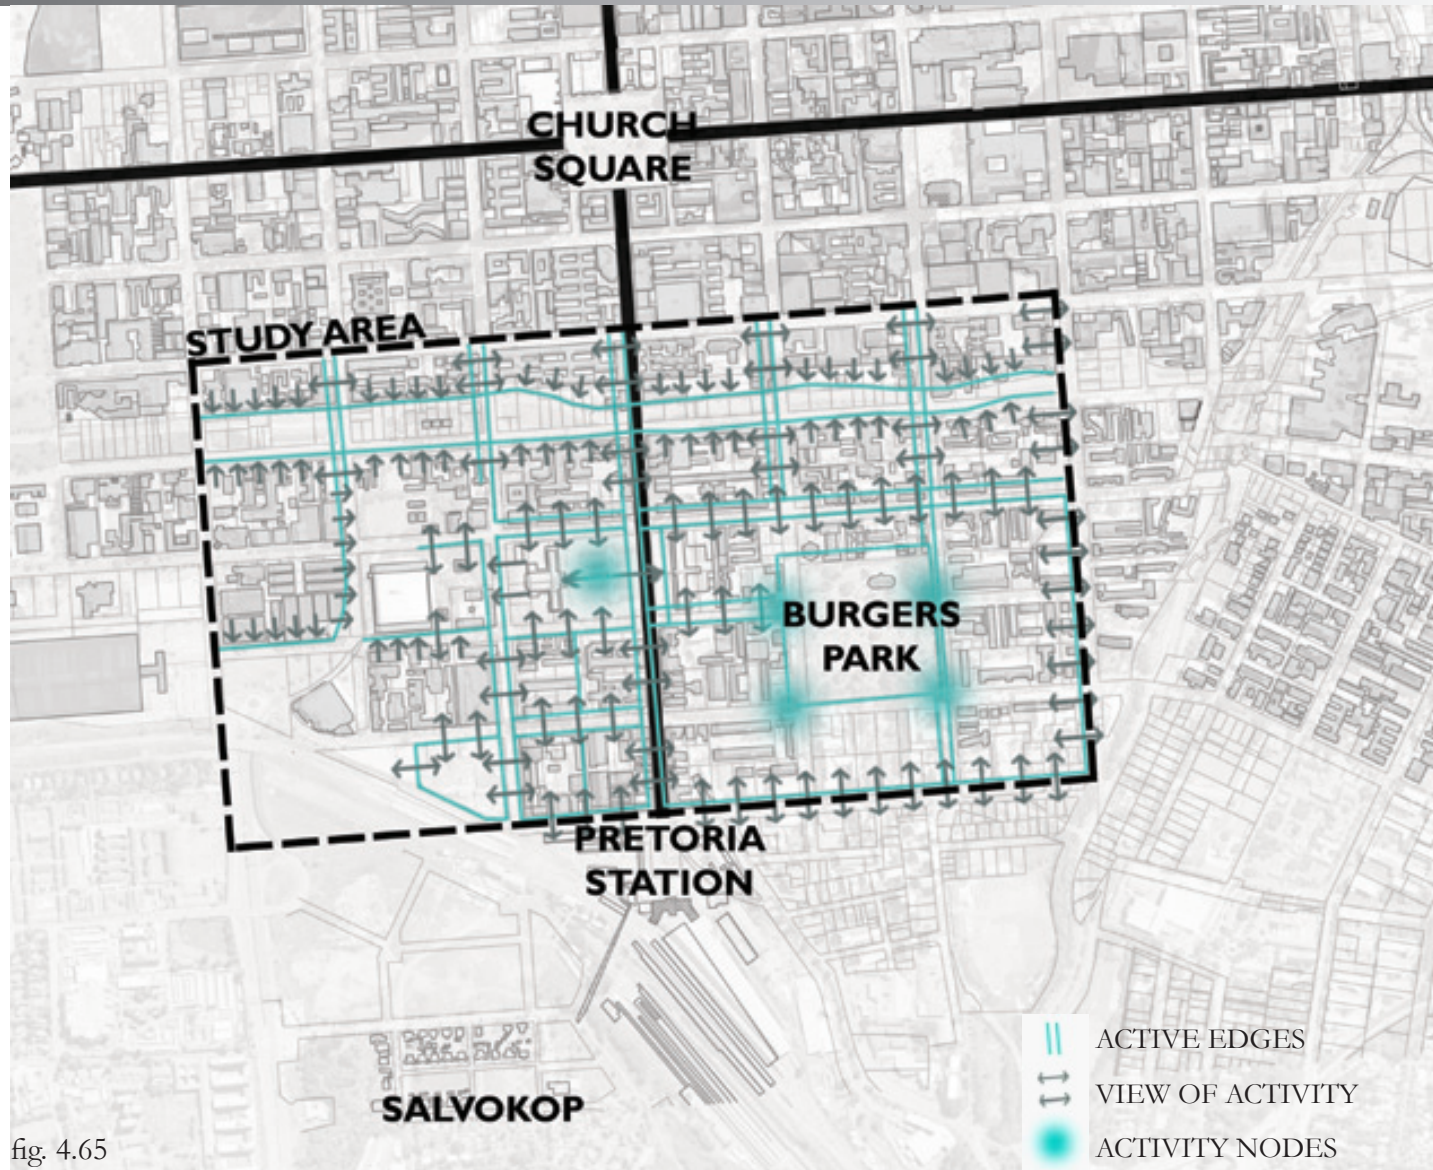 CHURCH
SQUARE
STUDY AREA
BURGERS
PARK
PRETORIA
STATION
SALVOKOP
ACTIVE EDGES
VIEW OF ACTIVITY
ACTIVITY NODES
fig. 4.65